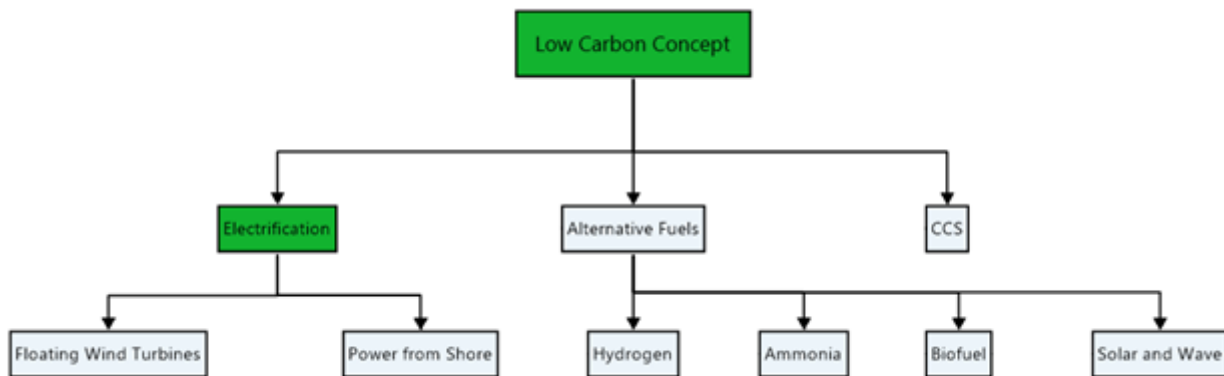 Low Carbon Concept
Electrification
Alternative Fuels
CCS
Floating Wind Turbines
Power from Shore
Hydrogen
Ammonia
Biofuel
Solar and Wave